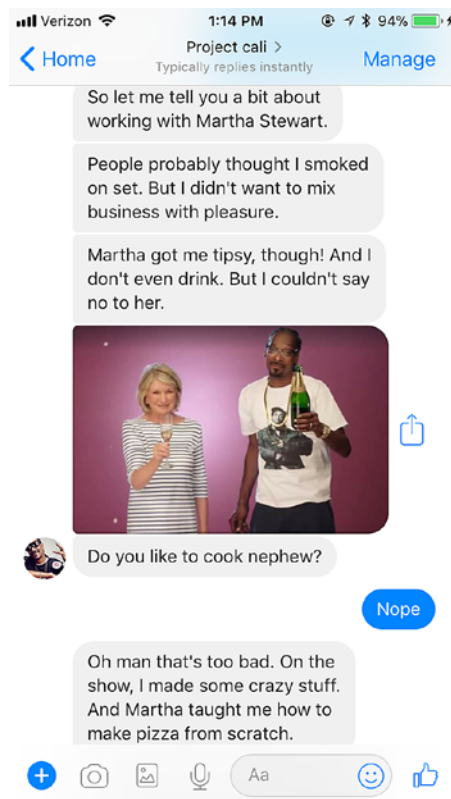 Verizon 1:14 PM 94%
Home Project cali > Manage
Typically replies instantly
So let me tell you a bit about
working with Martha Stewart.
People probably thought I smoked
on set. But I didn't want to mix
business with pleasure.
Martha got me tipsy, though! And I
don't even drink. But I couldn't say
no to her.
Do you like to cook nephew?
Nope
Oh man that's too bad. On the
show, I made some crazy stuff.
And Martha taught me how to
make pizza from scratch.
Aa